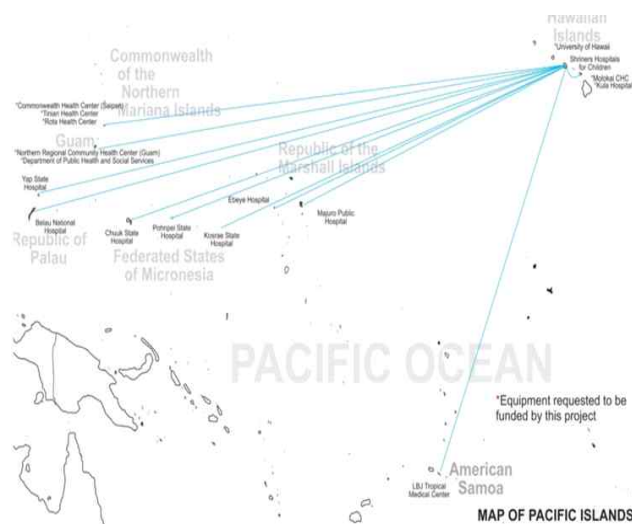 Hawaiian
Islands
*University of Hawaii
Shriners Hospitals
for Children
*Molokai CHC
*Kula Hospital
Commonwealth
of the
Northern
Mariana Islands
*Commonwealth Health Center (Saipan)
*Tinian Health Center
*Rota Health Center
Guam
*Northern Regional Community Health Center (Guam)
*Department of Public Health and Social Services
Republic of the
Marshall Islands
Yap State
Hospital
Belau National
Hospital
Republic of
Palau
Chuuk State
Hospital
Pohnpei State
Hospital
Kosrae State
Hospital
Ebeye Hospital
Majuro Public
Hospital
Federated States
of Micronesia
PACIFIC OCEAN
*Equipment requested to be
funded by this project
LBJ Tropical
Medical Center
American
Samoa
MAP OF PACIFIC ISLANDS